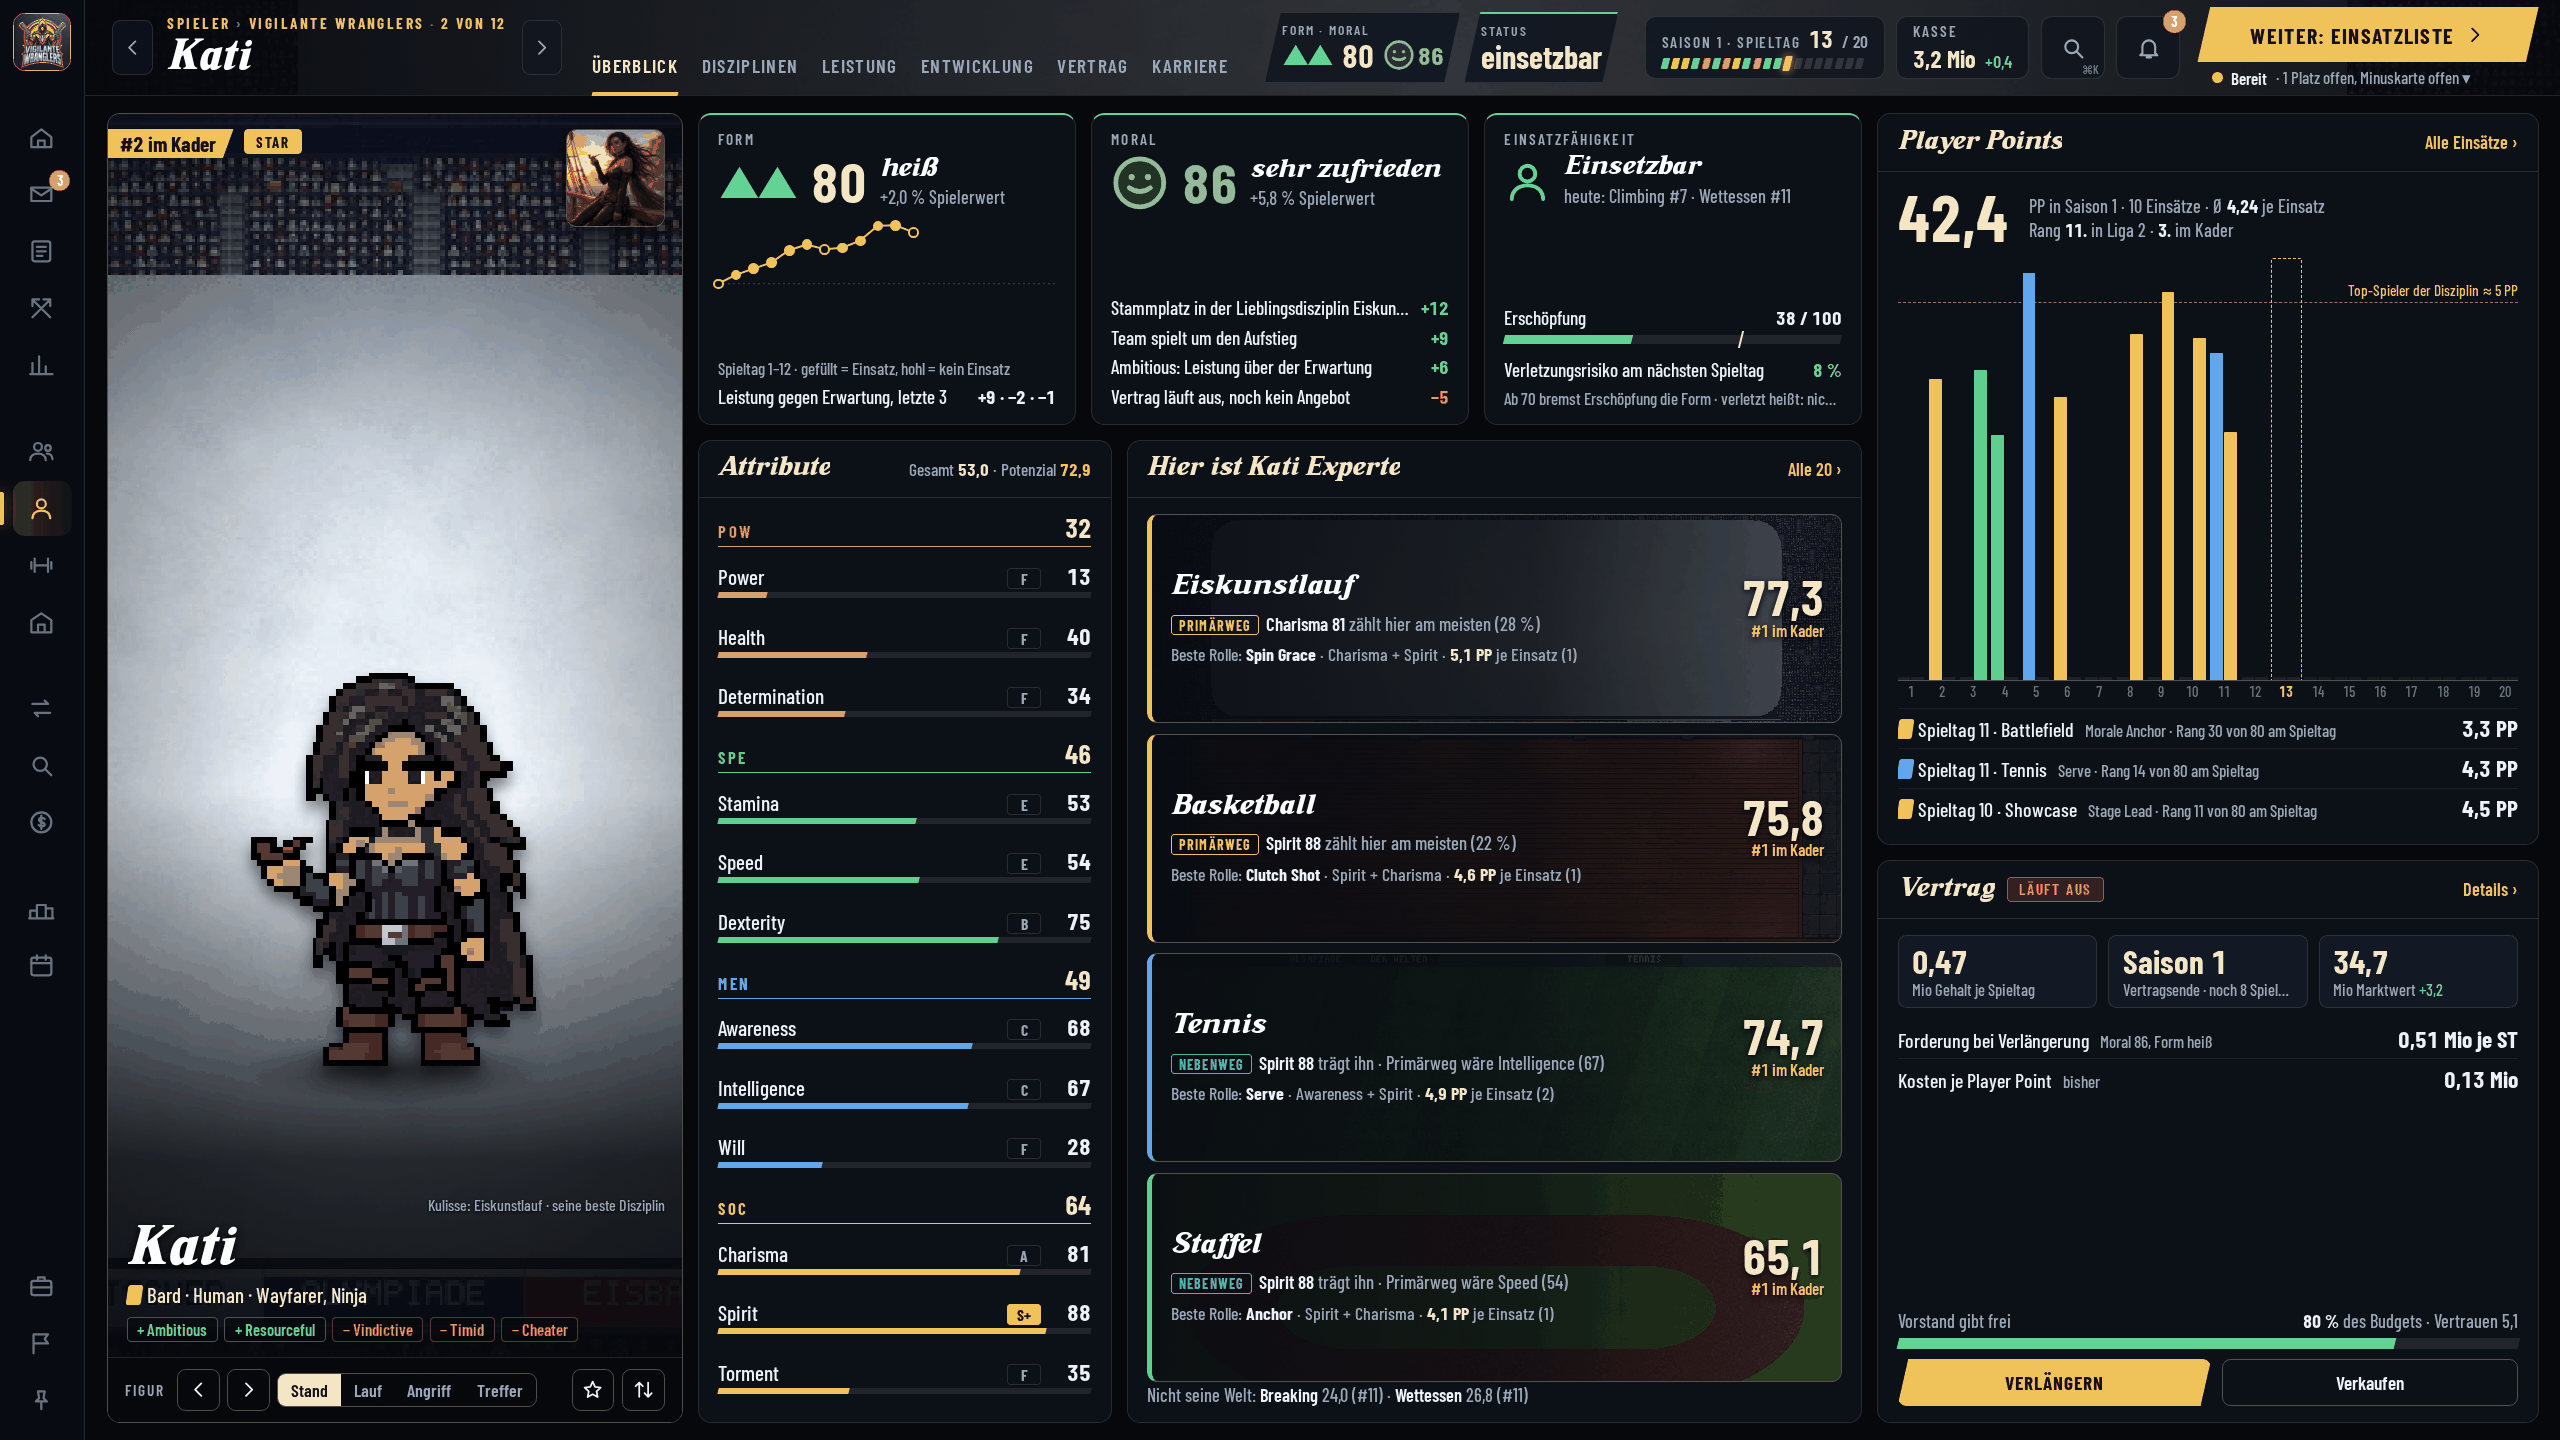 VIGILANTE WRANGLERS
SPIELER › VIGILANTE WRANGLERS · 2 VON 12
Kati
ÜBERBLICK
DISZIPLINEN
LEISTUNG
ENTWICKLUNG
VERTRAG
KARRIERE
FORM · MORAL
80 86
STATUS
einsetzbar
SAISON 1 · SPIELTAG 13 / 20
KASSE
3,2 Mio +0,4
⌘K
3
WEITER: EINSATZLISTE
Bereit · 1 Platz offen, Minuskarte offen ▾
3
#2 im Kader
STAR
Kulisse: Eiskunstlauf · seine beste Disziplin
Kati
Bard · Human · Wayfarer, Ninja
+ Ambitious
+ Resourceful
− Vindictive
− Timid
− Cheater
FIGUR
Stand
Lauf
Angriff
Treffer
FORM
80
heiß
+2,0 % Spielerwert
Spieltag 1-12 · gefüllt = Einsatz, hohl = kein Einsatz
Leistung gegen Erwartung, letzte 3 +9 · −2 · −1
MORAL
86
sehr zufrieden
+5,8 % Spielerwert
Stammplatz in der Lieblingsdisziplin Eiskun... +12
Team spielt um den Aufstieg +9
Ambitious: Leistung über der Erwartung +6
Vertrag läuft aus, noch kein Angebot −5
EINSATZFÄHIGKEIT
Einsetzbar
heute: Climbing #7 · Wettessen #11
Erschöpfung 38 / 100
Verletzungsrisiko am nächsten Spieltag 8 %
Ab 70 bremst Erschöpfung die Form · verletzt heißt: nic...
Attribute
Gesamt 53,0 · Potenzial 72,9
POW 32
Power F 13
Health F 40
Determination F 34
SPE 46
Stamina E 53
Speed E 54
Dexterity B 75
MEN 49
Awareness C 68
Intelligence C 67
Will F 28
SOC 64
Charisma A 81
Spirit S+ 88
Torment F 35
Hier ist Kati Experte
Alle 20 ›
Eiskunstlauf
PRIMÄRWEG Charisma 81 zählt hier am meisten (28 %)
Beste Rolle: Spin Grace · Charisma + Spirit · 5,1 PP je Einsatz (1)
77,3
#1 im Kader
Basketball
PRIMÄRWEG Spirit 88 zählt hier am meisten (22 %)
Beste Rolle: Clutch Shot · Spirit + Charisma · 4,6 PP je Einsatz (1)
75,8
#1 im Kader
TENNIS
Tennis
NEBENWEG Spirit 88 trägt ihn · Primärweg wäre Intelligence (67)
Beste Rolle: Serve · Awareness + Spirit · 4,9 PP je Einsatz (2)
74,7
#1 im Kader
Staffel
NEBENWEG Spirit 88 trägt ihn · Primärweg wäre Speed (54)
Beste Rolle: Anchor · Spirit + Charisma · 4,1 PP je Einsatz (1)
65,1
#1 im Kader
Nicht seine Welt: Breaking 24,0 (#11) · Wettessen 26,8 (#11)
Player Points
Alle Einsätze ›
42,4
PP in Saison 1 · 10 Einsätze · Ø 4,24 je Einsatz
Rang 11. in Liga 2 · 3. im Kader
Top-Spieler der Disziplin ≈ 5 PP
1 2 3 4 5 6 7 8 9 10 11 12 13 14 15 16 17 18 19 20
Spieltag 11 · Battlefield Morale Anchor · Rang 30 von 80 am Spieltag 3,3 PP
Spieltag 11 · Tennis Serve · Rang 14 von 80 am Spieltag 4,3 PP
Spieltag 10 · Showcase Stage Lead · Rang 11 von 80 am Spieltag 4,5 PP
Vertrag
LÄUFT AUS
Details ›
0,47
Mio Gehalt je Spieltag
Saison 1
Vertragsende · noch 8 Spiel...
34,7
Mio Marktwert +3,2
Forderung bei Verlängerung Moral 86, Form heiß 0,51 Mio je ST
Kosten je Player Point bisher 0,13 Mio
Vorstand gibt frei 80 % des Budgets · Vertrauen 5,1
VERLÄNGERN
Verkaufen